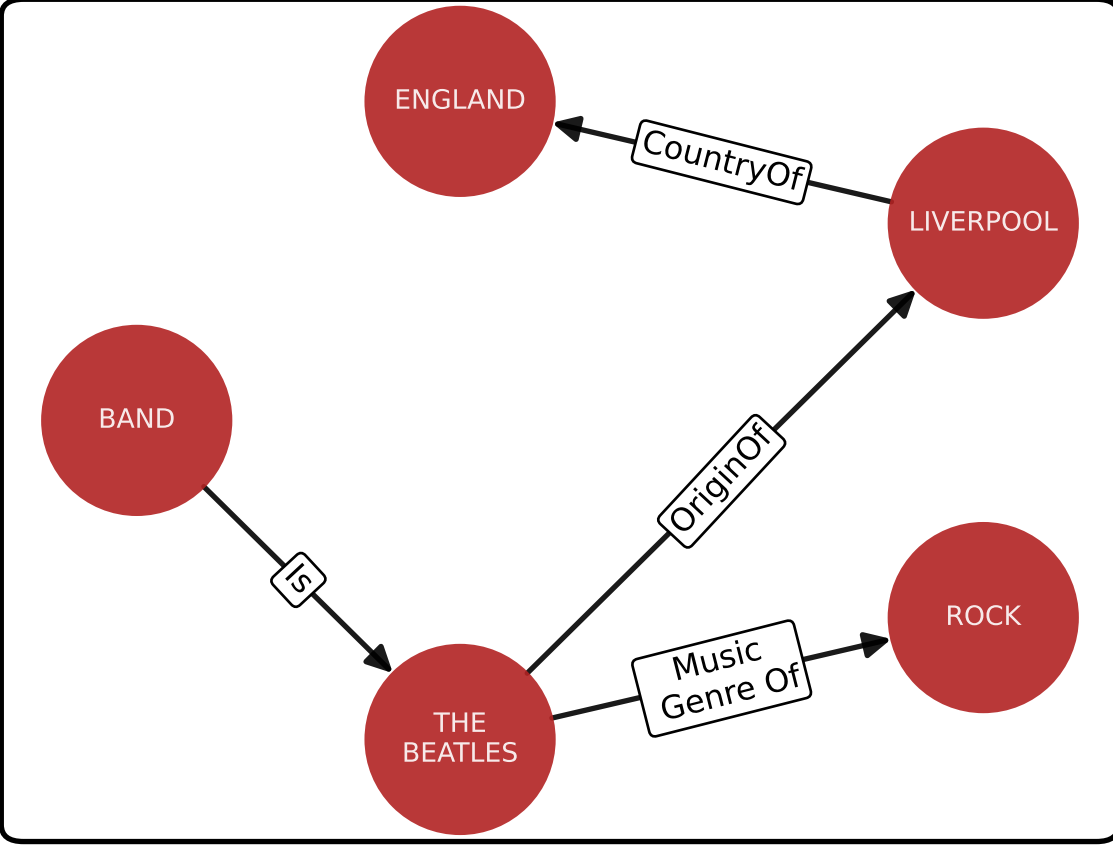 ENGLAND
CountryOf
LIVERPOOL
BAND
OriginOf
Is
ROCK
Music
Genre Of
THE
BEATLES